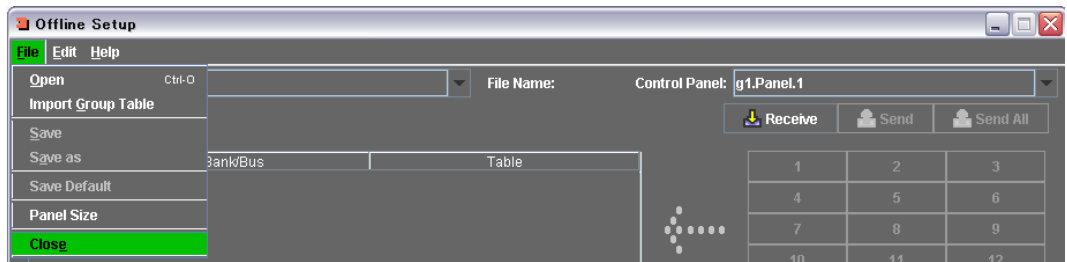 Offline Setup
File Edit Help
Open Ctrl-O
File Name: Control Panel: g1.Panel.1
Import Group Table
Receive Send Send All
Save
Save as
Bank/Bus Table
1 2 3
Save Default
4 5 6
Panel Size
7 8 9
Close
10 11 12